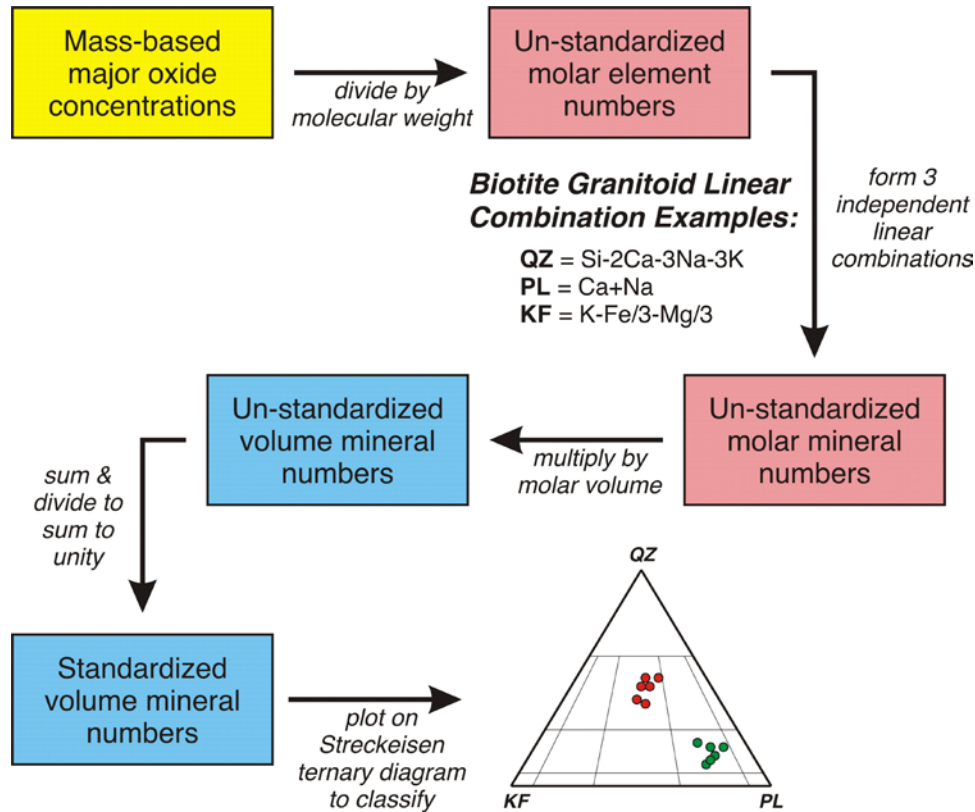 Mass-based
major oxide
concentrations
divide by
molecular weight
Un-standardized
molar element
numbers
form 3
independent
linear
combinations
Biotite Granitoid Linear
Combination Examples:
QZ = Si-2Ca-3Na-3K
PL = Ca+Na
KF = K-Fe/3-Mg/3
Un-standardized
molar mineral
numbers
multiply by
molar volume
Un-standardized
volume mineral
numbers
sum &
divide to
sum to
unity
Standardized
volume mineral
numbers
plot on
Streckeisen
ternary diagram
to classify
QZ
KF
PL